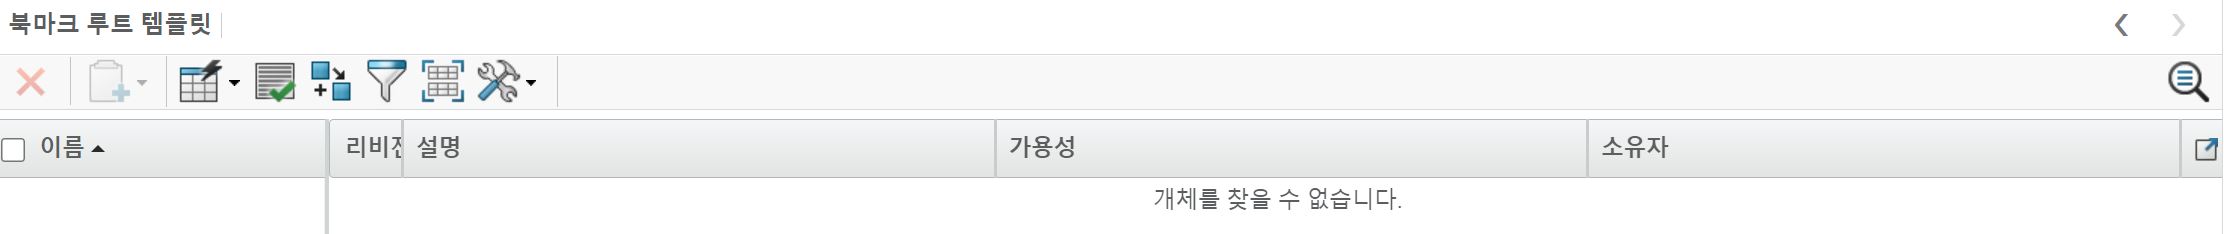 북마크 루트 템플릿
이름 리비전 설명 가용성 소유자
개체를 찾을 수 없습니다.